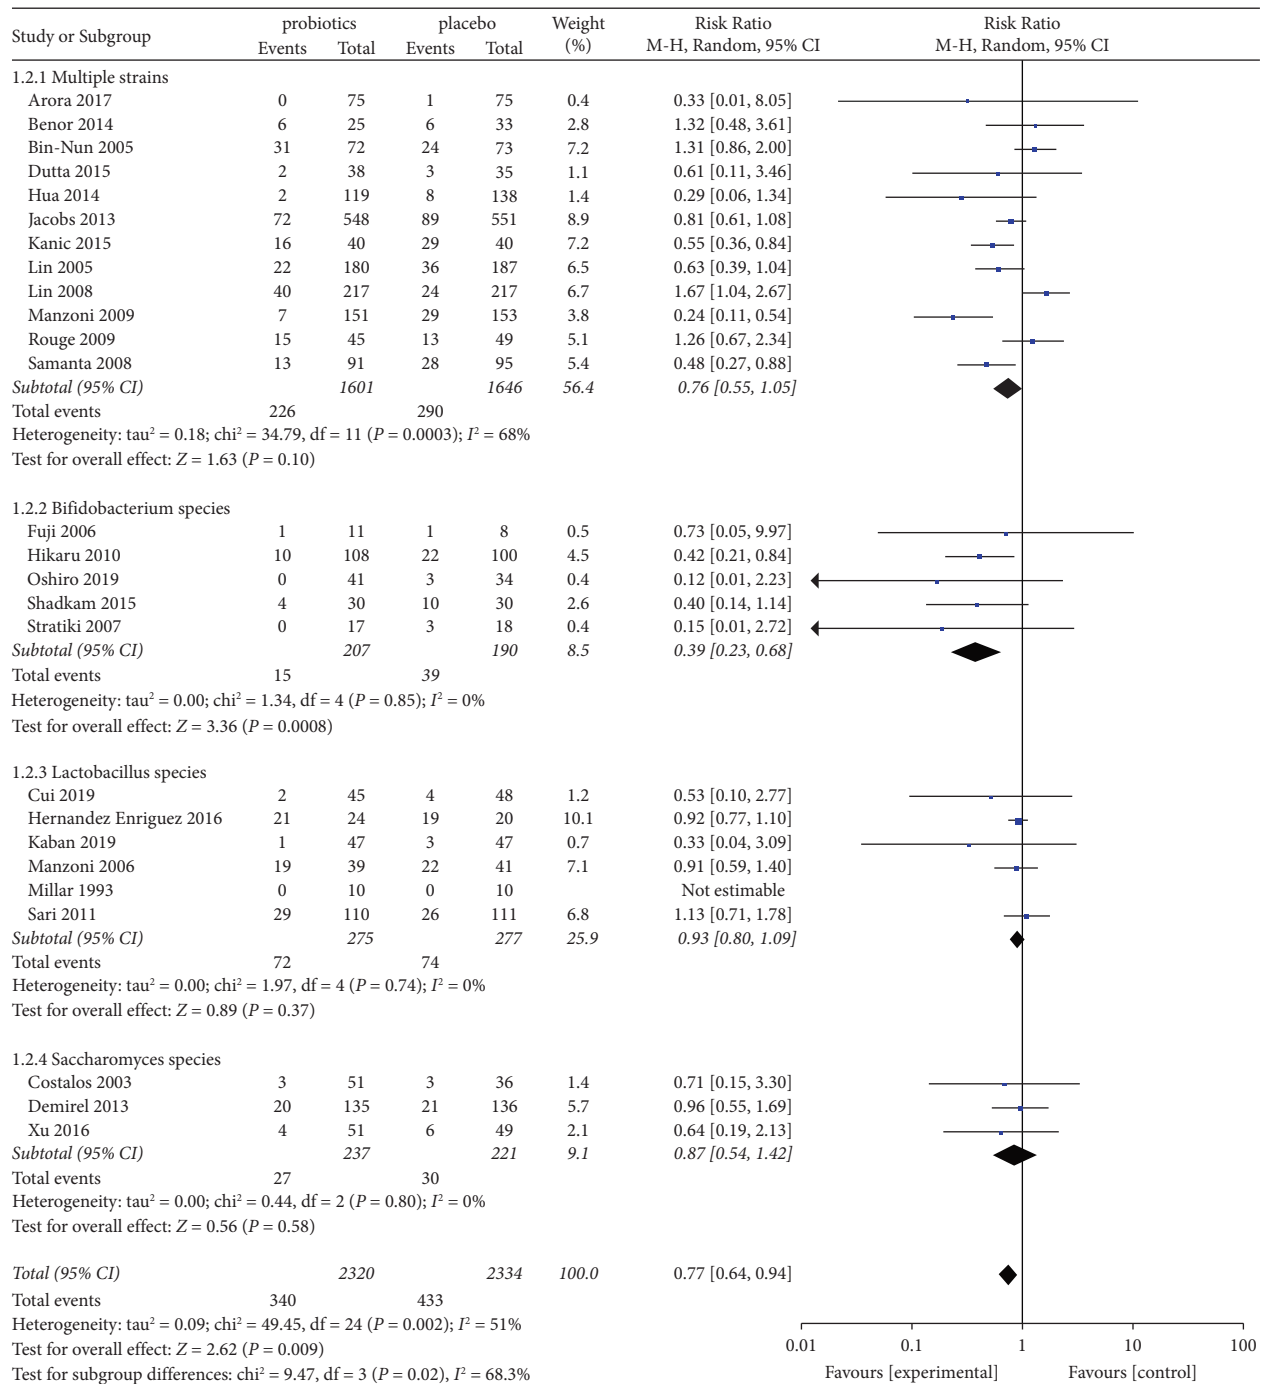 Study or Subgroup probiotics placebo Weight (%) Risk Ratio Risk Ratio
Events Total Events Total M-H, Random, 95% CI M-H, Random, 95% CI
1.2.1 Multiple strains
Arora 2017 0 75 1 75 0.4 0.33 [0.01, 8.05]
Benor 2014 6 25 6 33 2.8 1.32 [0.48, 3.61]
Bin-Nun 2005 31 72 24 73 7.2 1.31 [0.86, 2.00]
Dutta 2015 2 38 3 35 1.1 0.61 [0.11, 3.46]
Hua 2014 2 119 8 138 1.4 0.29 [0.06, 1.34]
Jacobs 2013 72 548 89 551 8.9 0.81 [0.61, 1.08]
Kanic 2015 16 40 29 40 7.2 0.55 [0.36, 0.84]
Lin 2005 22 180 36 187 6.5 0.63 [0.39, 1.04]
Lin 2008 40 217 24 217 6.7 1.67 [1.04, 2.67]
Manzoni 2009 7 151 29 153 3.8 0.24 [0.11, 0.54]
Rouge 2009 15 45 13 49 5.1 1.26 [0.67, 2.34]
Samanta 2008 13 91 28 95 5.4 0.48 [0.27, 0.88]
Subtotal (95% CI) 1601 1646 56.4 0.76 [0.55, 1.05]
Total events 226 290
Heterogeneity: tau² = 0.18; chi² = 34.79, df = 11 (P = 0.0003); I² = 68%
Test for overall effect: Z = 1.63 (P = 0.10)
1.2.2 Bifidobacterium species
Fuji 2006 1 11 1 8 0.5 0.73 [0.05, 9.97]
Hikaru 2010 10 108 22 100 4.5 0.42 [0.21, 0.84]
Oshiro 2019 0 41 3 34 0.4 0.12 [0.01, 2.23]
Shadkam 2015 4 30 10 30 2.6 0.40 [0.14, 1.14]
Stratiki 2007 0 17 3 18 0.4 0.15 [0.01, 2.72]
Subtotal (95% CI) 207 190 8.5 0.39 [0.23, 0.68]
Total events 15 39
Heterogeneity: tau² = 0.00; chi² = 1.34, df = 4 (P = 0.85); I² = 0%
Test for overall effect: Z = 3.36 (P = 0.0008)
1.2.3 Lactobacillus species
Cui 2019 2 45 4 48 1.2 0.53 [0.10, 2.77]
Hernandez Enriguez 2016 21 24 19 20 10.1 0.92 [0.77, 1.10]
Kaban 2019 1 47 3 47 0.7 0.33 [0.04, 3.09]
Manzoni 2006 19 39 22 41 7.1 0.91 [0.59, 1.40]
Millar 1993 0 10 0 10 Not estimable
Sari 2011 29 110 26 111 6.8 1.13 [0.71, 1.78]
Subtotal (95% CI) 275 277 25.9 0.93 [0.80, 1.09]
Total events 72 74
Heterogeneity: tau² = 0.00; chi² = 1.97, df = 4 (P = 0.74); I² = 0%
Test for overall effect: Z = 0.89 (P = 0.37)
1.2.4 Saccharomyces species
Costalos 2003 3 51 3 36 1.4 0.71 [0.15, 3.30]
Demirel 2013 20 135 21 136 5.7 0.96 [0.55, 1.69]
Xu 2016 4 51 6 49 2.1 0.64 [0.19, 2.13]
Subtotal (95% CI) 237 221 9.1 0.87 [0.54, 1.42]
Total events 27 30
Heterogeneity: tau² = 0.00; chi² = 0.44, df = 2 (P = 0.80); I² = 0%
Test for overall effect: Z = 0.56 (P = 0.58)
Total (95% CI) 2320 2334 100.0 0.77 [0.64, 0.94]
Total events 340 433
Heterogeneity: tau² = 0.09; chi² = 49.45, df = 24 (P = 0.002); I² = 51%
Test for overall effect: Z = 2.62 (P = 0.009)
Test for subgroup differences: chi² = 9.47, df = 3 (P = 0.02), I² = 68.3%
0.01 0.1 1 10 100
Favours [experimental] Favours [control]